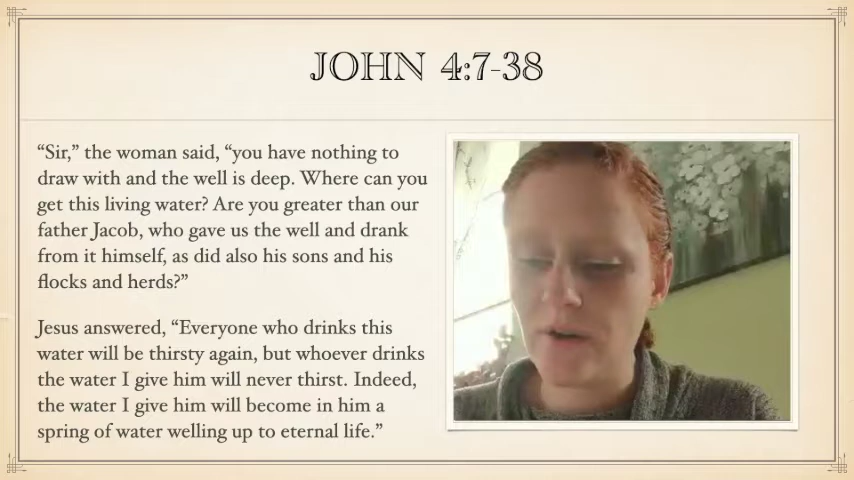 JOHN 4:7-38
“Sir,” the woman said, “you have nothing to
draw with and the well is deep. Where can you
get this living water? Are you greater than our
father Jacob, who gave us the well and drank
from it himself, as did also his sons and his
flocks and herds?”
Jesus answered, “Everyone who drinks this
water will be thirsty again, but whoever drinks
the water I give him will never thirst. Indeed,
the water I give him will become in him a
spring of water welling up to eternal life.”